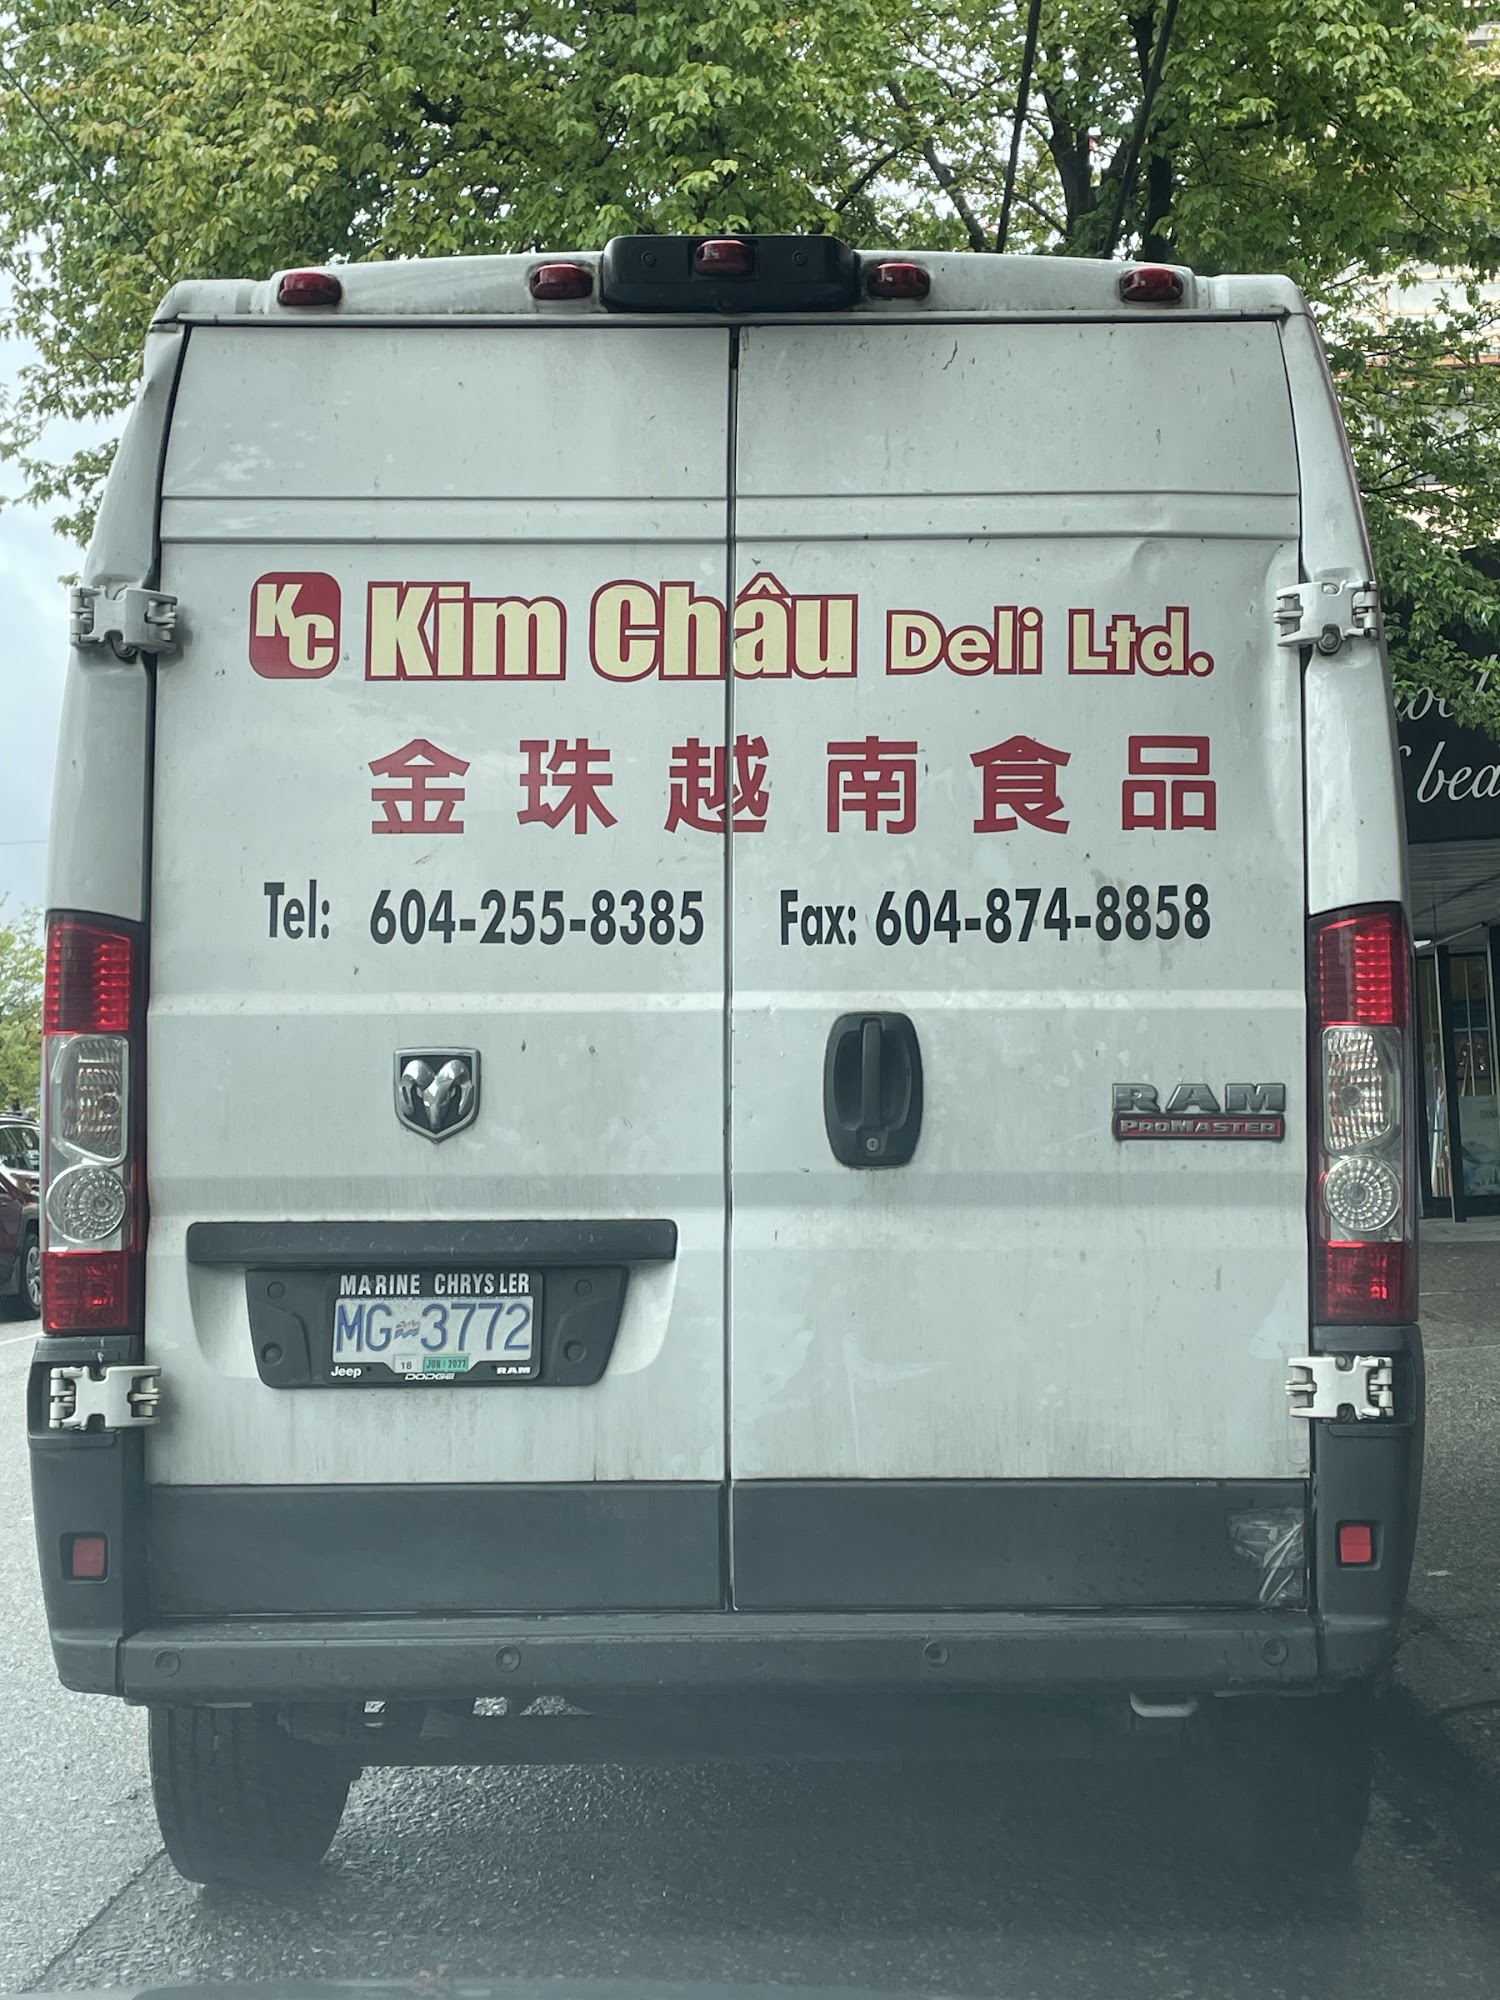 KC Kim Châu Deli Ltd.
金珠越南食品
Tel: 604-255-8385 Fax: 604-874-8858
RAM
PROMASTER
MARINE CHRYSLER
MG 3772
18 JUN 2022
Jeep DODGE RAM